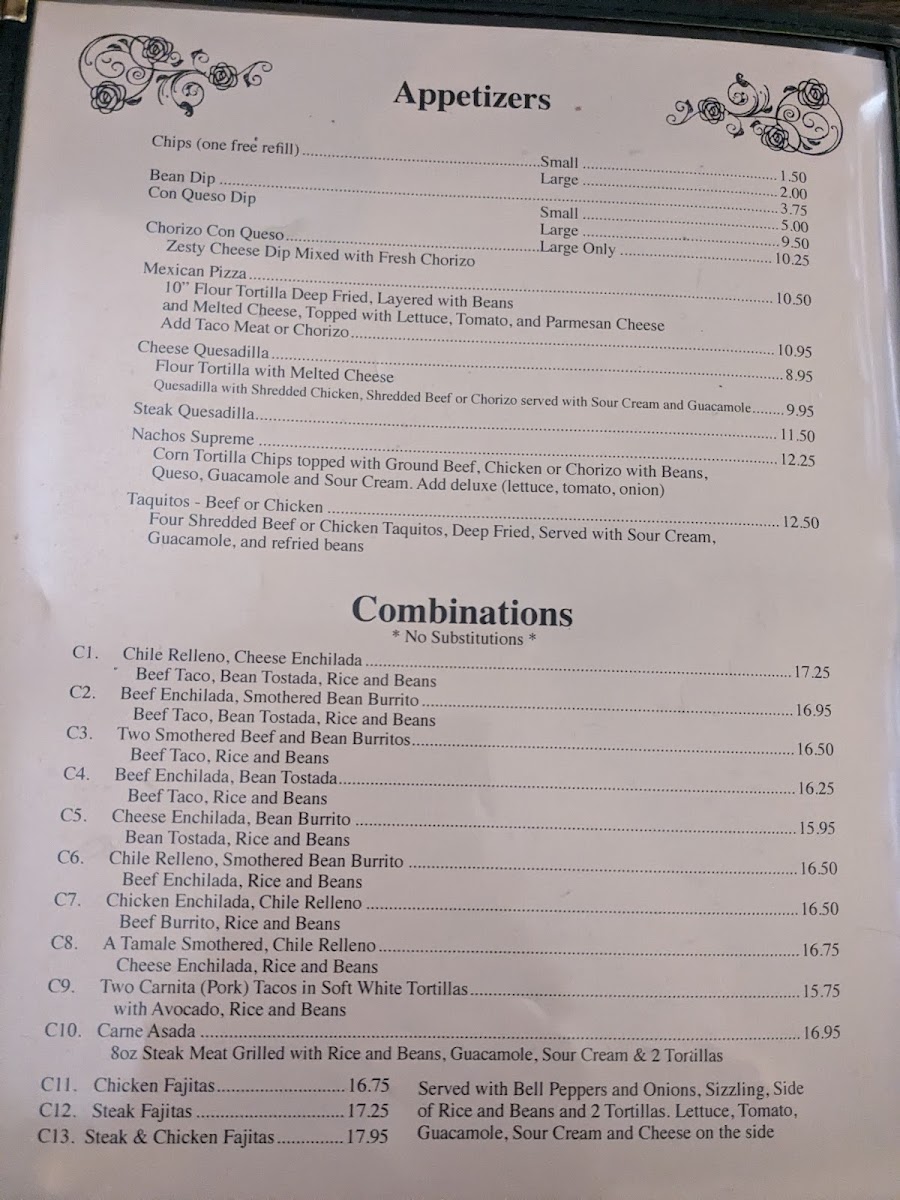 Appetizers
Chips (one free refill) Small 1.50
Large 2.00
Bean Dip 3.75
Con Queso Dip Small 5.00
Large 9.50
Chorizo Con Queso Large Only 10.25
Zesty Cheese Dip Mixed with Fresh Chorizo
Mexican Pizza 10.50
10” Flour Tortilla Deep Fried, Layered with Beans
and Melted Cheese, Topped with Lettuce, Tomato, and Parmesan Cheese
Add Taco Meat or Chorizo 10.95
Cheese Quesadilla 8.95
Flour Tortilla with Melted Cheese
Quesadilla with Shredded Chicken, Shredded Beef or Chorizo served with Sour Cream and Guacamole 9.95
Steak Quesadilla 11.50
Nachos Supreme 12.25
Corn Tortilla Chips topped with Ground Beef, Chicken or Chorizo with Beans,
Queso, Guacamole and Sour Cream. Add deluxe (lettuce, tomato, onion)
Taquitos - Beef or Chicken 12.50
Four Shredded Beef or Chicken Taquitos, Deep Fried, Served with Sour Cream,
Guacamole, and refried beans
Combinations
* No Substitutions *
C1. Chile Relleno, Cheese Enchilada 17.25
Beef Taco, Bean Tostada, Rice and Beans
C2. Beef Enchilada, Smothered Bean Burrito 16.95
Beef Taco, Bean Tostada, Rice and Beans
C3. Two Smothered Beef and Bean Burritos 16.50
Beef Taco, Rice and Beans
C4. Beef Enchilada, Bean Tostada 16.25
Beef Taco, Rice and Beans
C5. Cheese Enchilada, Bean Burrito 15.95
Bean Tostada, Rice and Beans
C6. Chile Relleno, Smothered Bean Burrito 16.50
Beef Enchilada, Rice and Beans
C7. Chicken Enchilada, Chile Relleno 16.50
Beef Burrito, Rice and Beans
C8. A Tamale Smothered, Chile Relleno 16.75
Cheese Enchilada, Rice and Beans
C9. Two Carnita (Pork) Tacos in Soft White Tortillas 15.75
with Avocado, Rice and Beans
C10. Carne Asada 16.95
8oz Steak Meat Grilled with Rice and Beans, Guacamole, Sour Cream & 2 Tortillas
C11. Chicken Fajitas 16.75
C12. Steak Fajitas 17.25
C13. Steak & Chicken Fajitas 17.95
Served with Bell Peppers and Onions, Sizzling, Side
of Rice and Beans and 2 Tortillas. Lettuce, Tomato,
Guacamole, Sour Cream and Cheese on the side